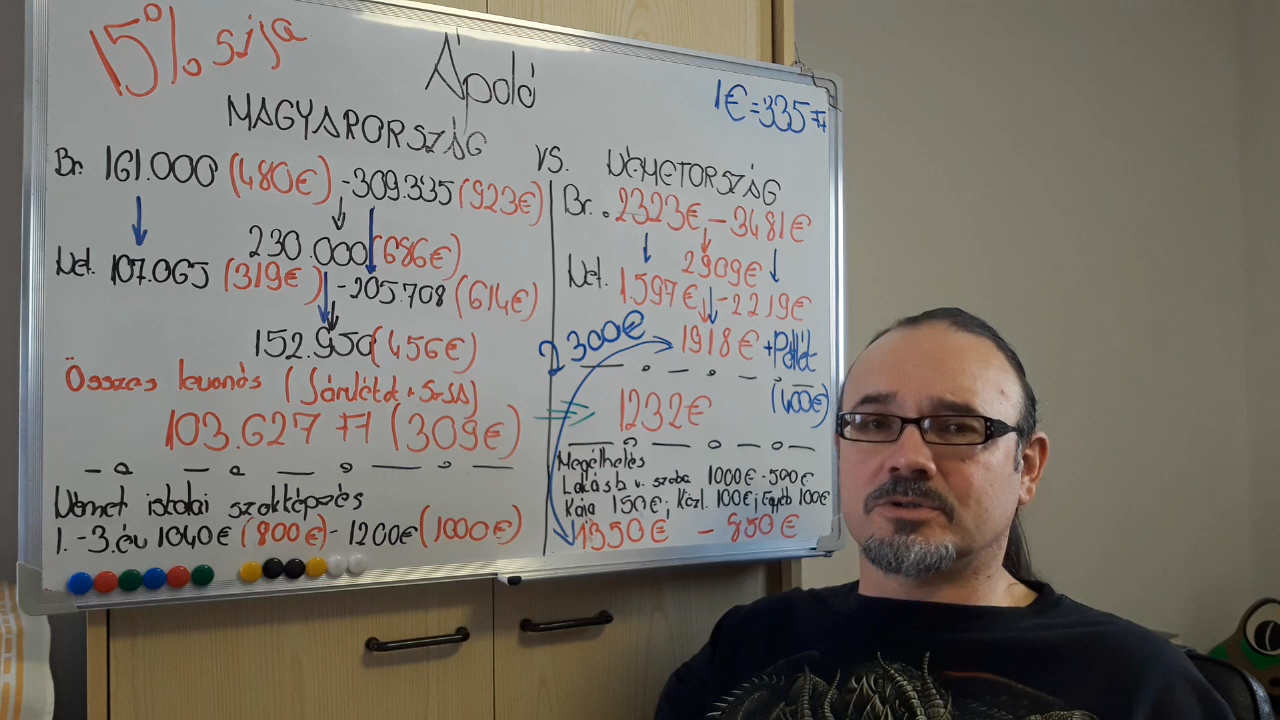 15% szja
Ápoló
1€=335 Ft
MAGYARORSZÁG
VS.
NÉMETORSZÁG
Br. 161.000 (480€) -309.335 (923€)
230.000 (686€)
Net. 107.065 (319€) -205.708 (614€)
152.950 (456€)
Összes levonás (Járulékok + SZJA)
103.627 Ft (309€)
Német iskolai szakképzés
1.-3.év 1040€ (800€)- 1200€ (1000€)
Br. 2323€ - 3481€
2909€
Net. 1597€ -2219€
2300€
1918€ +Pótlék
(400€)
1232€
Megélhetés
Lakásb v. szoba 1000€-500€
Kaja 150€; Közl. 100€; Egyéb 100€
1350€ - 850€